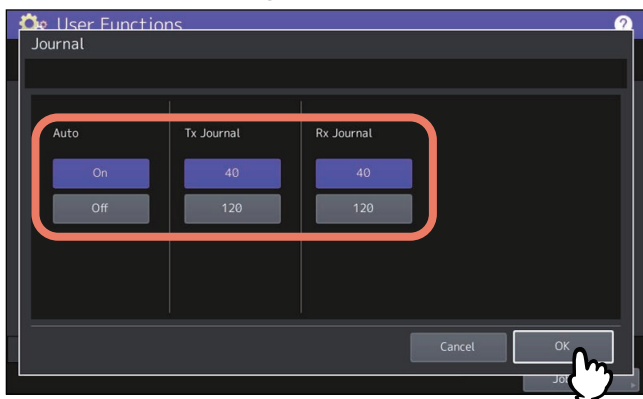 User Functions
?
Journal
Auto Tx Journal Rx Journal
On 40 40
Off 120 120
Cancel OK